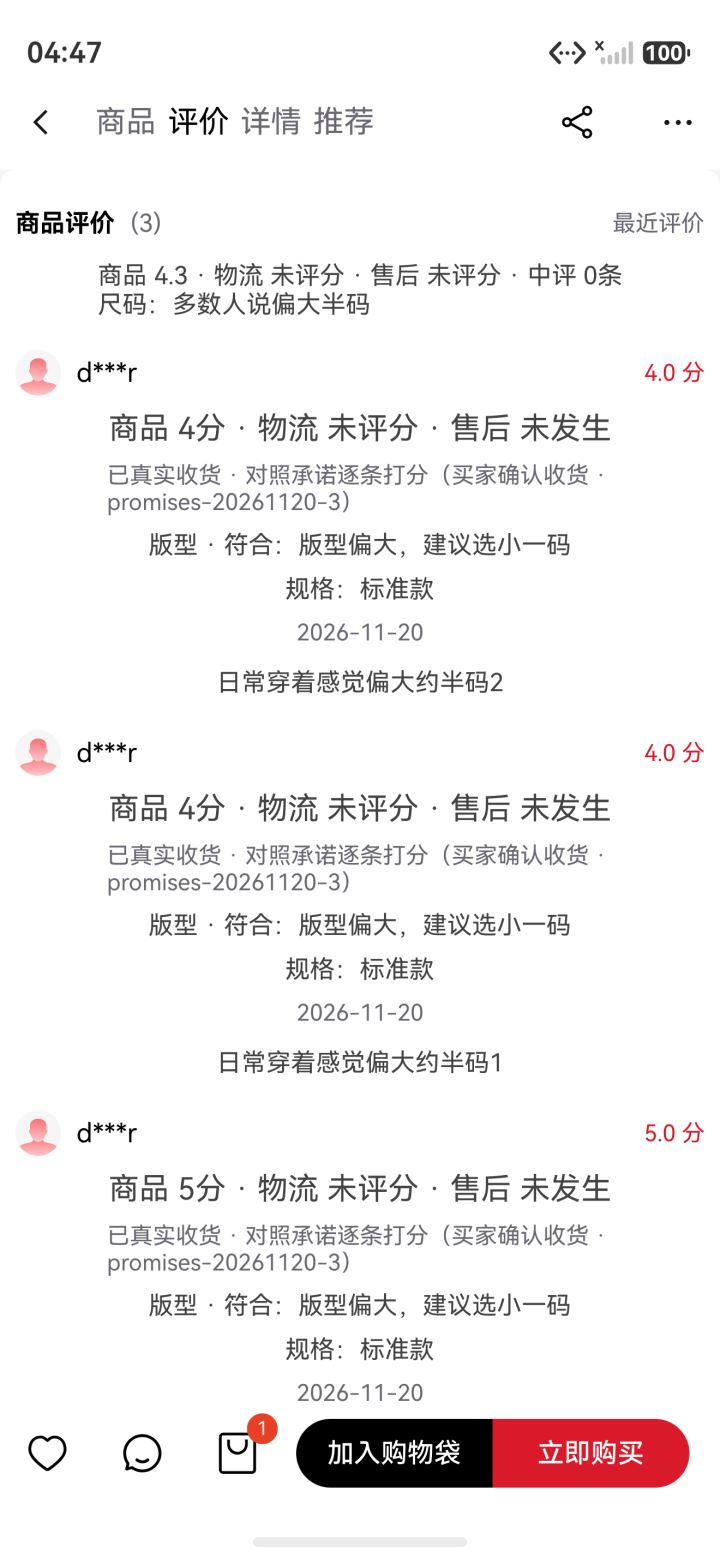 04:47
100
商品 评价 详情 推荐
商品评价 (3) 最近评价
商品 4.3 · 物流 未评分 · 售后 未评分 · 中评 0条
尺码：多数人说偏大半码
d***r 4.0 分
商品 4分 · 物流 未评分 · 售后 未发生
已真实收货 · 对照承诺逐条打分（买家确认收货 ·
promises-20261120-3）
版型 · 符合：版型偏大，建议选小一码
规格：标准款
2026-11-20
日常穿着感觉偏大约半码2
d***r 4.0 分
商品 4分 · 物流 未评分 · 售后 未发生
已真实收货 · 对照承诺逐条打分（买家确认收货 ·
promises-20261120-3）
版型 · 符合：版型偏大，建议选小一码
规格：标准款
2026-11-20
日常穿着感觉偏大约半码1
d***r 5.0 分
商品 5分 · 物流 未评分 · 售后 未发生
已真实收货 · 对照承诺逐条打分（买家确认收货 ·
promises-20261120-3）
版型 · 符合：版型偏大，建议选小一码
规格：标准款
2026-11-20
1
加入购物袋 立即购买